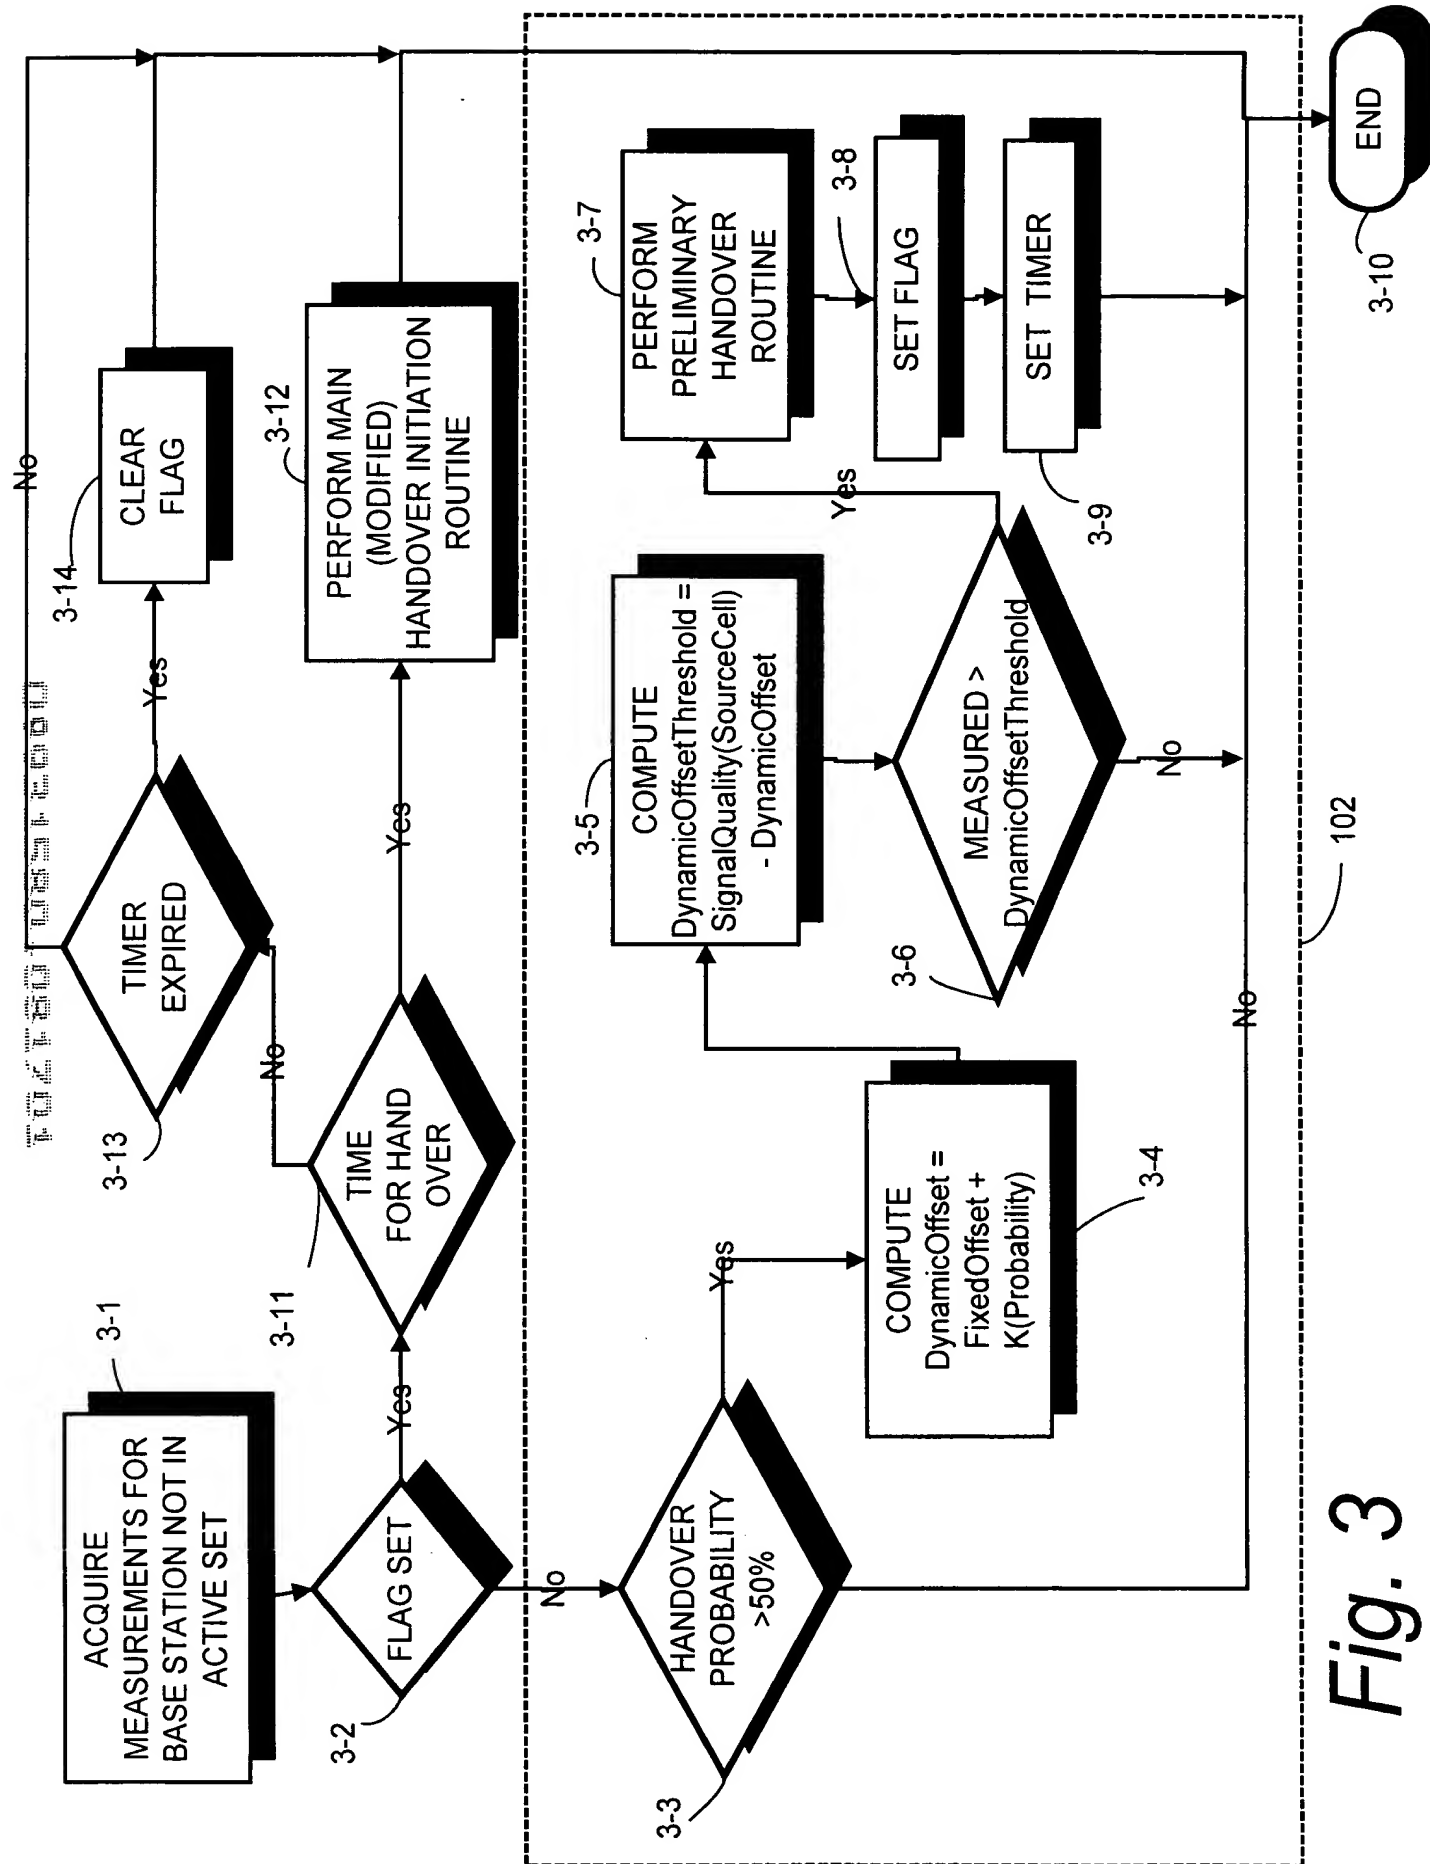 3-1
ACQUIRE
MEASUREMENTS FOR
BASE STATION NOT IN
ACTIVE SET
3-2
FLAG SET
Yes
No
3-11
TIME
FOR HAND
OVER
Yes
No
3-12
PERFORM MAIN
(MODIFIED)
HANDOVER INITIATION
ROUTINE
3-13
TIMER
EXPIRED
Yes
No
3-14
CLEAR
FLAG
3-3
HANDOVER
PROBABILITY
>50%
Yes
No
3-4
COMPUTE
DynamicOffset =
FixedOffset +
K(Probability)
3-5
COMPUTE
DynamicOffsetThreshold =
SignalQuality(SourceCell)
- DynamicOffset
3-6
MEASURED >
DynamicOffsetThreshold
Yes
No
3-7
PERFORM
PRELIMINARY
HANDOVER
ROUTINE
3-8
SET FLAG
3-9
SET TIMER
102
3-10
END
Fig. 3